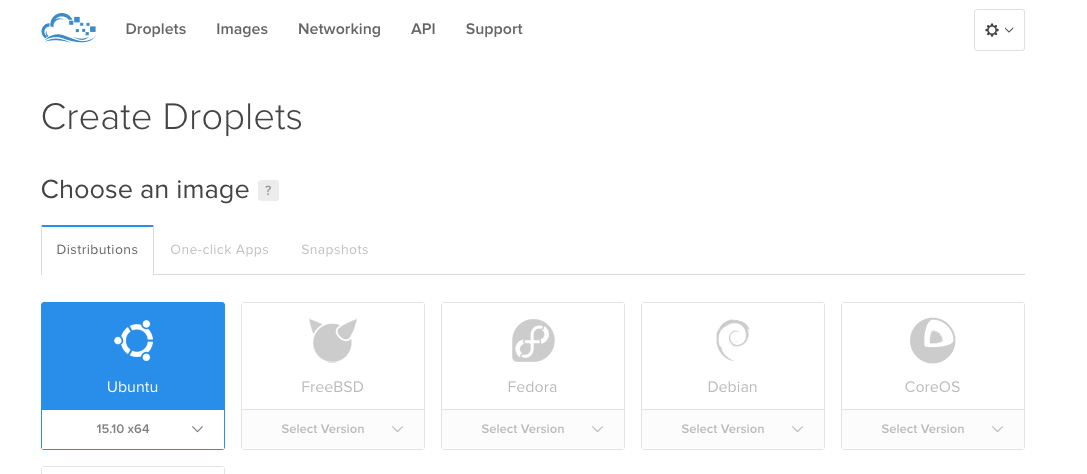 Droplets Images Networking API Support
Create Droplets
Choose an image ?
Distributions One-click Apps Snapshots
Ubuntu FreeBSD Fedora Debian CoreOS
15.10 x64 Select Version Select Version Select Version Select Version